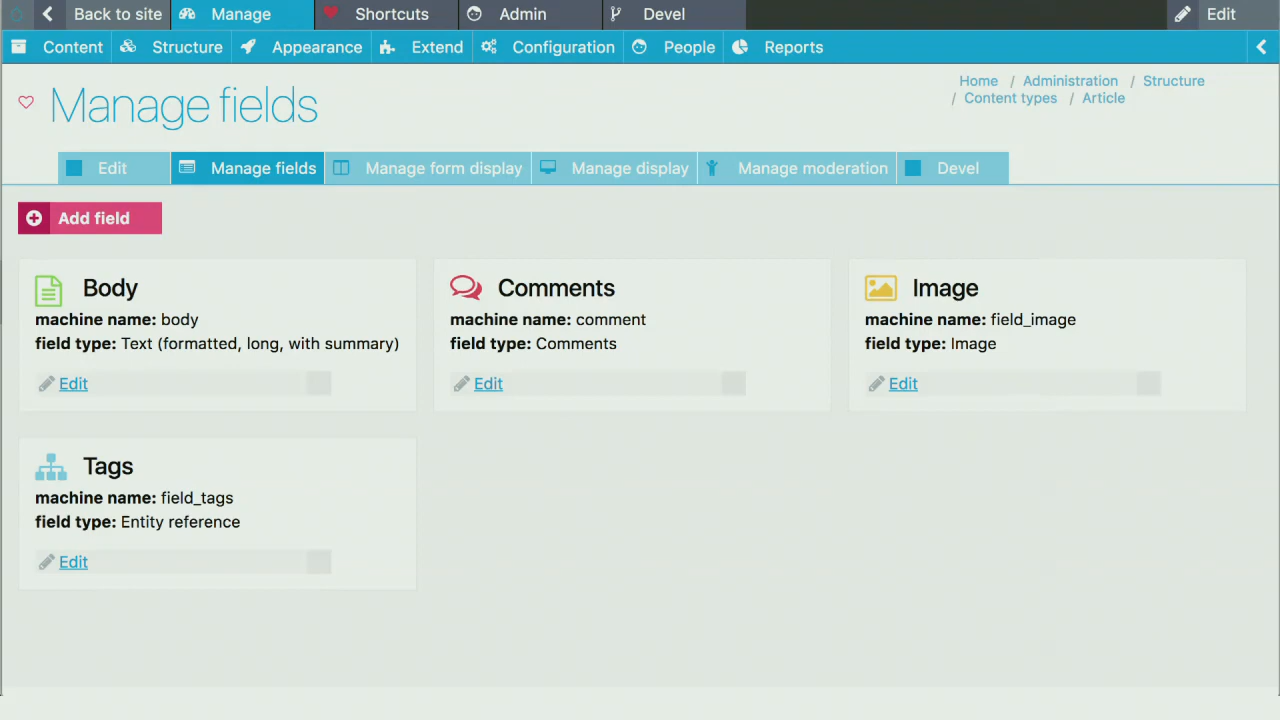 Back to site Manage Shortcuts Admin Devel Edit
Content Structure Appearance Extend Configuration People Reports
Home / Administration / Structure
/ Content types / Article
Manage fields
Edit Manage fields Manage form display Manage display Manage moderation Devel
Add field
Body
machine name: body
field type: Text (formatted, long, with summary)
Edit
Comments
machine name: comment
field type: Comments
Edit
Image
machine name: field_image
field type: Image
Edit
Tags
machine name: field_tags
field type: Entity reference
Edit